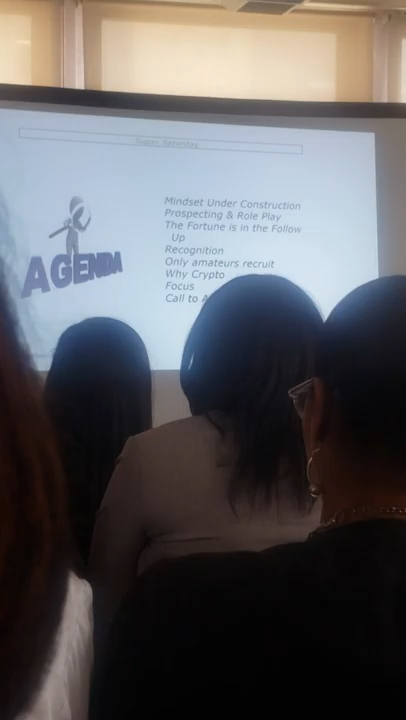 Super Saturday
AGENDA
Mindset Under Construction
Prospecting & Role Play
The Fortune is in the Follow
Up
Recognition
Only amateurs recruit
Why Crypto
Focus
Call to